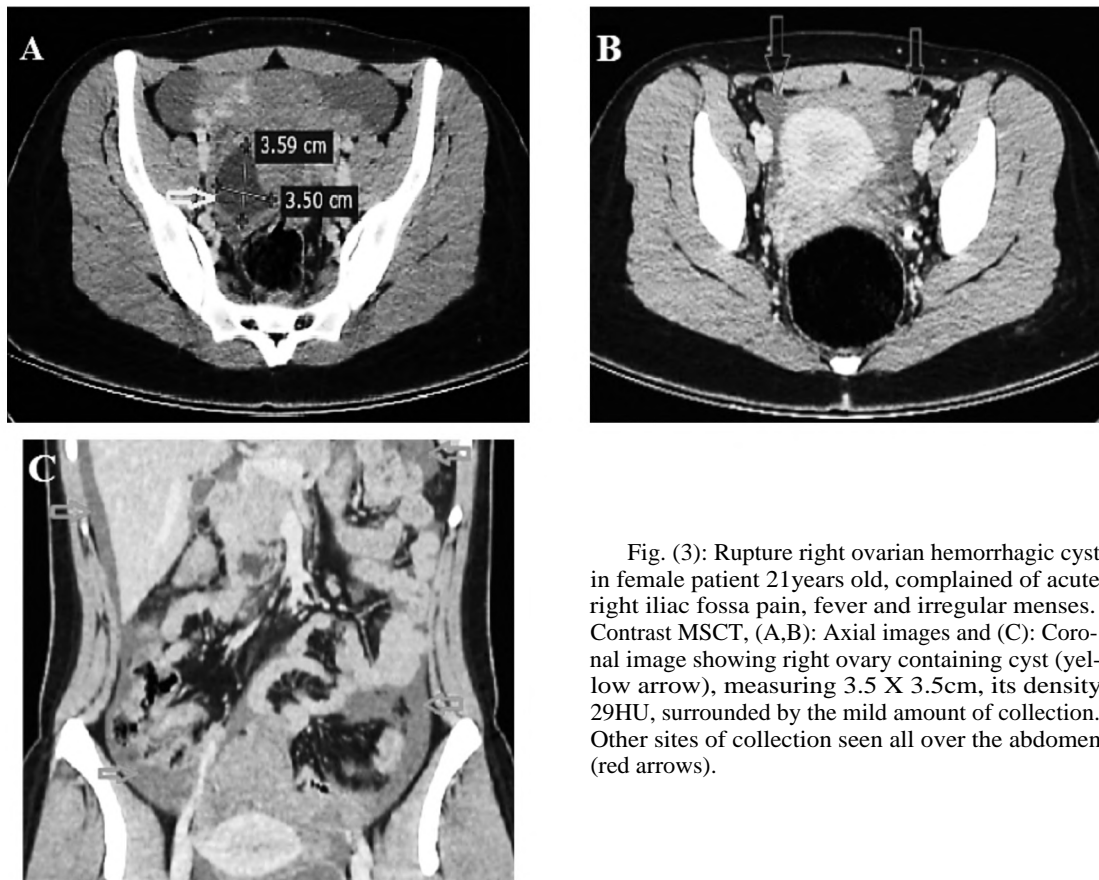 A
3.59 cm
3.50 cm
B
C
Fig. (3): Rupture right ovarian hemorrhagic cyst
in female patient 21years old, complained of acute
right iliac fossa pain, fever and irregular menses.
Contrast MSCT, (A,B): Axial images and (C): Coro-
nal image showing right ovary containing cyst (yel-
low arrow), measuring 3.5 X 3.5cm, its density
29HU, surrounded by the mild amount of collection.
Other sites of collection seen all over the abdomen
(red arrows).